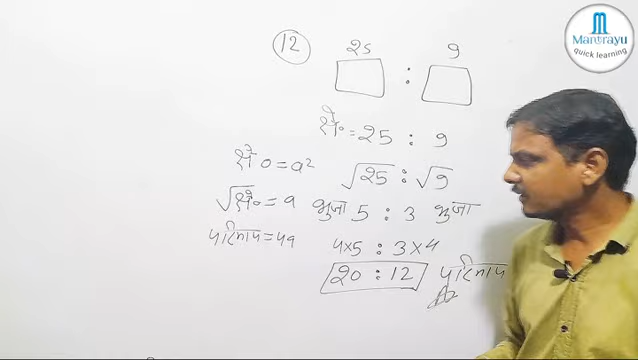 Marurayu
quick learning
12
25 9
:
क्षे० = 25 : 9
क्षे० = a²
√25 : √9
√क्षे० = a
भुजा 5 : 3 भुजा
परिमाप = 4a
4×5 : 3×4
20 : 12 परिमाप